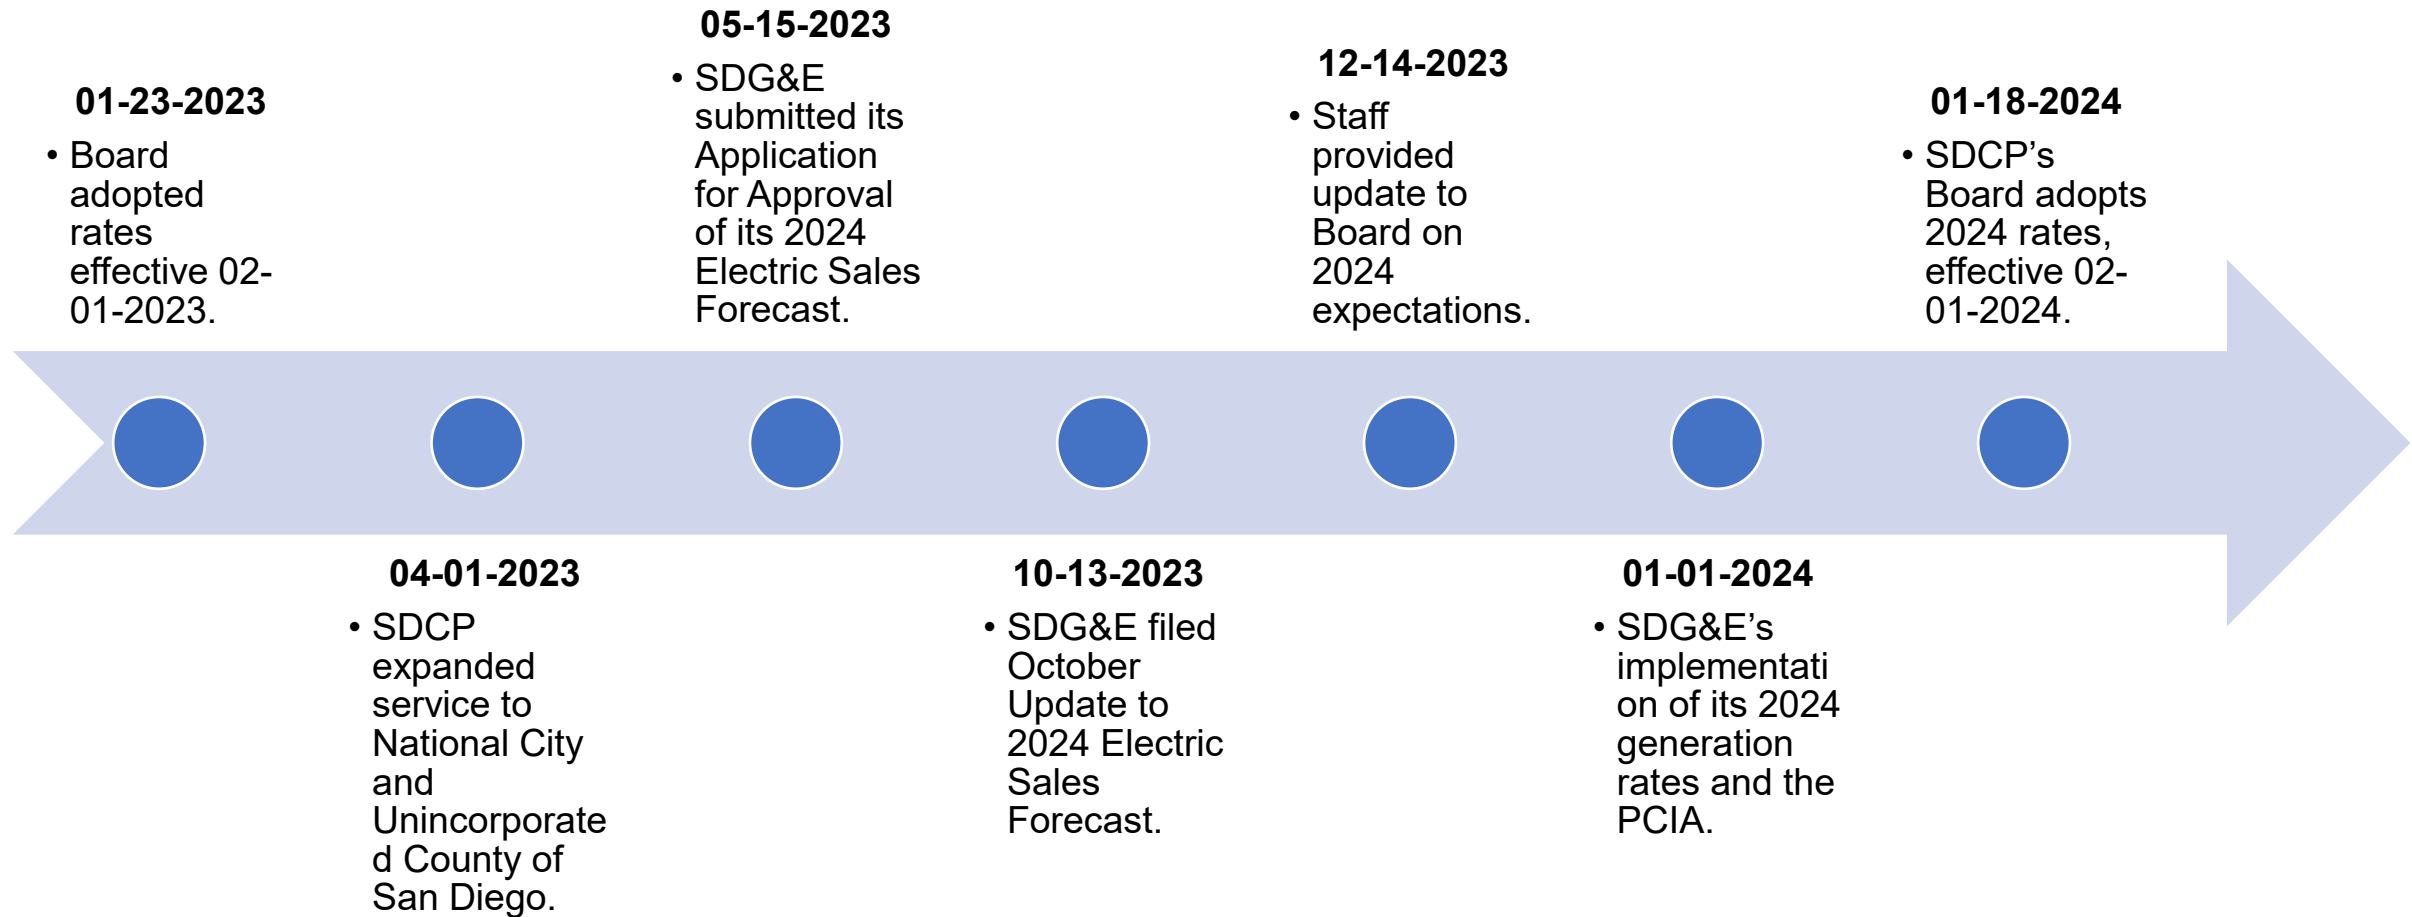 01-23-2023
• Board
adopted
rates
effective 02-
01-2023.
04-01-2023
• SDCP
expanded
service to
National City
and
Unincorporate
d County of
San Diego.
05-15-2023
• SDG&E
submitted its
Application
for Approval
of its 2024
Electric Sales
Forecast.
10-13-2023
• SDG&E filed
October
Update to
2024 Electric
Sales
Forecast.
12-14-2023
• Staff
provided
update to
Board on
2024
expectations.
01-01-2024
• SDG&E’s
implementati
on of its 2024
generation
rates and the
PCIA.
01-18-2024
• SDCP’s
Board adopts
2024 rates,
effective 02-
01-2024.